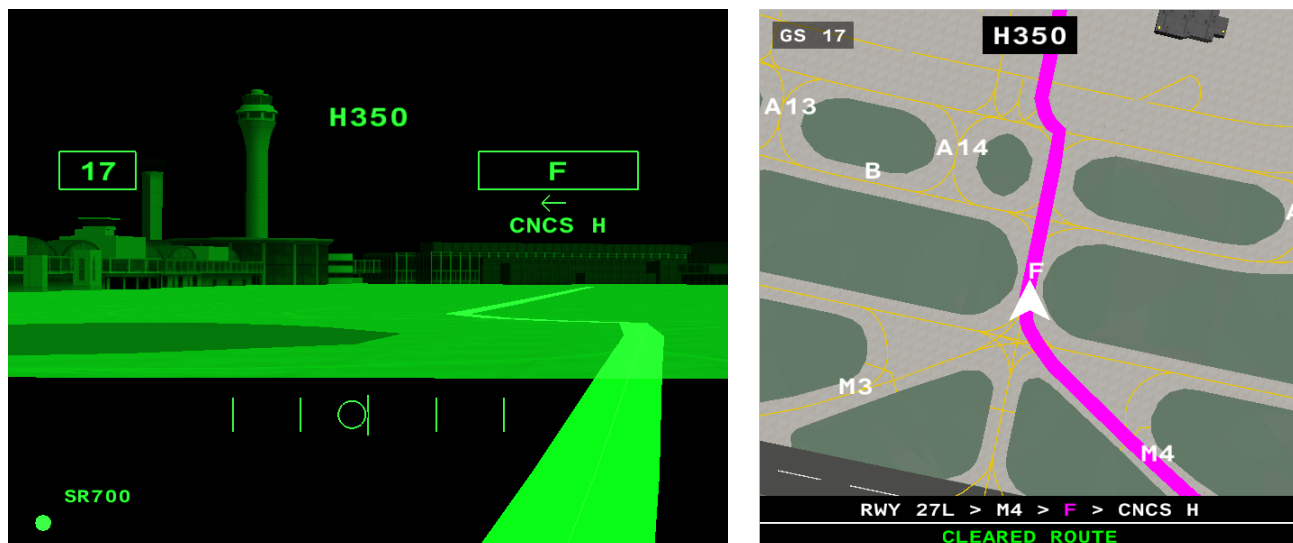 H350
17
F
←
CNCS H
SR700
GS 17
H350
A13
A14
B
F
M3
M4
RWY 27L > M4 > F > CNCS H
CLEARED ROUTE